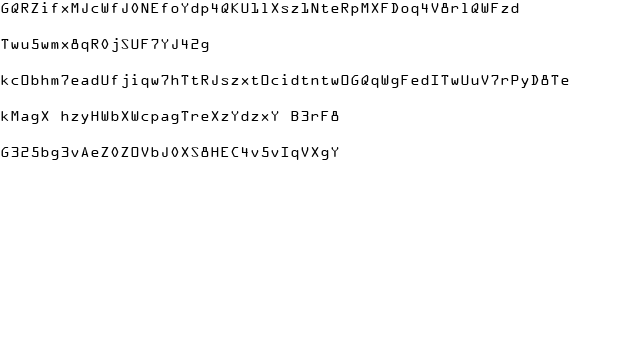 GQRZifxMJcWfJ0NEfoYdp4QKU1lXsz1NteRpMXFDoq4V8rlQWFzd
Twu5wmx8qR0jSUF7YJ42g
kcObhm7eadUfjiqw7hTtRJszxtOcidtntwOGQqWgFedITwUuV7rPyD8Te
kMagX hzyHWbXWcpagTreXzYdzxY B3rF8
G325bg3vAeZ0ZOVbJ0XS8HEC4v5vIqVXgY